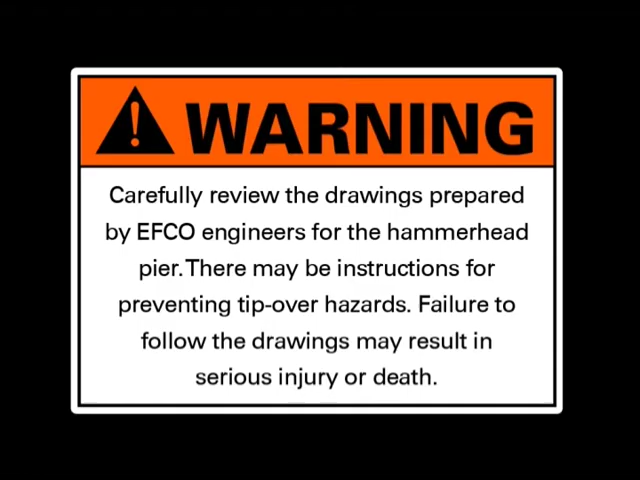 WARNING
Carefully review the drawings prepared
by EFCO engineers for the hammerhead
pier. There may be instructions for
preventing tip-over hazards. Failure to
follow the drawings may result in
serious injury or death.